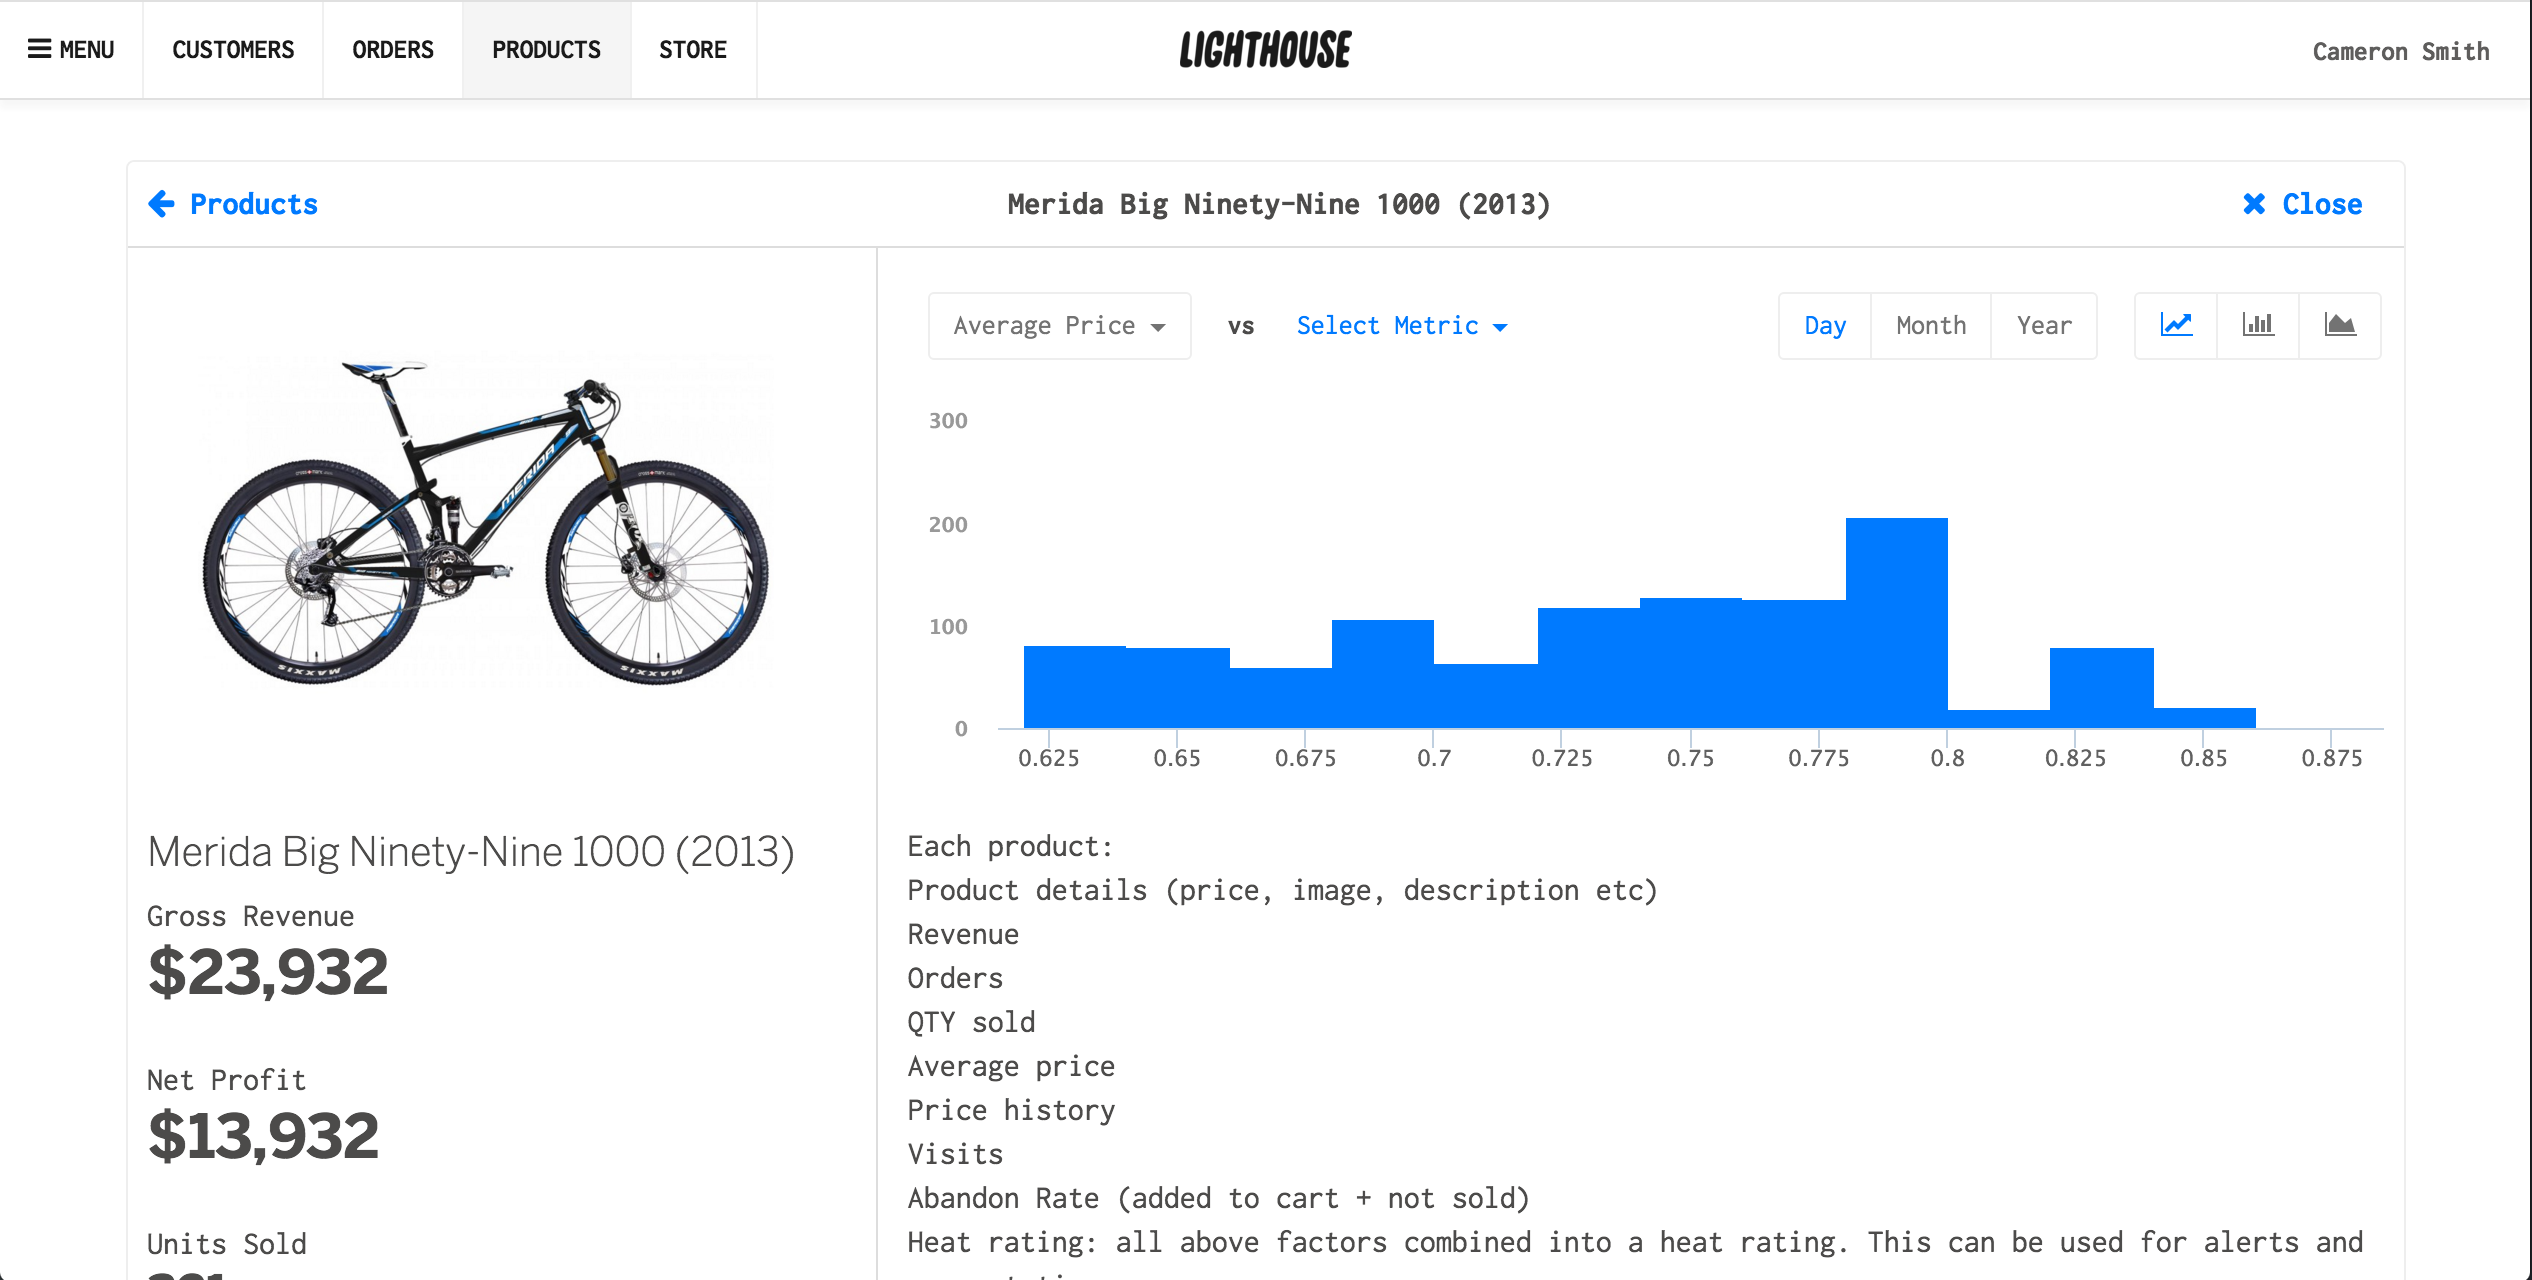 MENU
CUSTOMERS
ORDERS
PRODUCTS
STORE
LIGHTHOUSE
Cameron Smith
Products
Merida Big Ninety-Nine 1000 (2013)
Close
MERIDA
MAXXIS
MAXXIS
Merida Big Ninety-Nine 1000 (2013)
Gross Revenue
$23,932
Net Profit
$13,932
Units Sold
Average Price
vs
Select Metric
Day
Month
Year
300
200
100
0
0.625 0.65 0.675 0.7 0.725 0.75 0.775 0.8 0.825 0.85 0.875
Each product:
Product details (price, image, description etc)
Revenue
Orders
QTY sold
Average price
Price history
Visits
Abandon Rate (added to cart + not sold)
Heat rating: all above factors combined into a heat rating. This can be used for alerts and